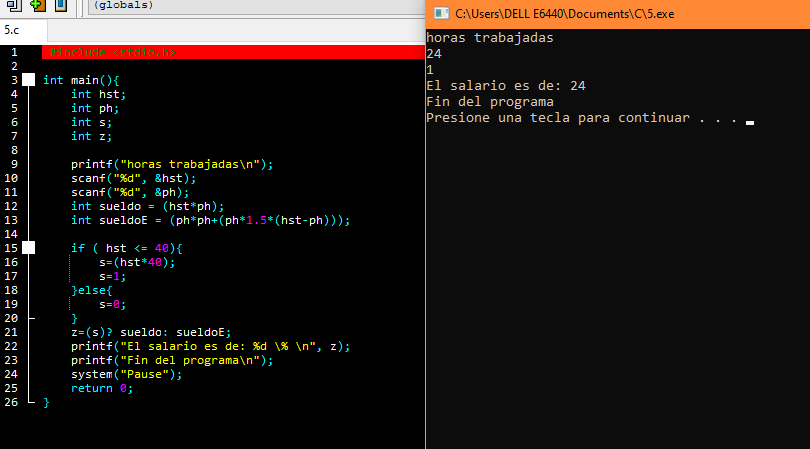 (globals)
5.c
1 #include <stdio.h>
2
3 int main(){
4 int hst;
5 int ph;
6 int s;
7 int z;
8
9 printf("horas trabajadas\n");
10 scanf("%d", &hst);
11 scanf("%d", &ph);
12 int sueldo = (hst*ph);
13 int sueldoE = (ph*ph+(ph*1.5*(hst-ph)));
14
15 if ( hst <= 40){
16 s=(hst*40);
17 s=1;
18 }else{
19 s=0;
20 }
21 z=(s)? sueldo: sueldoE;
22 printf("El salario es de: %d \% \n", z);
23 printf("Fin del programa\n");
24 system("Pause");
25 return 0;
26 }
C:\Users\DELL E6440\Documents\C\5.exe
horas trabajadas
24
1
El salario es de: 24
Fin del programa
Presione una tecla para continuar . . .